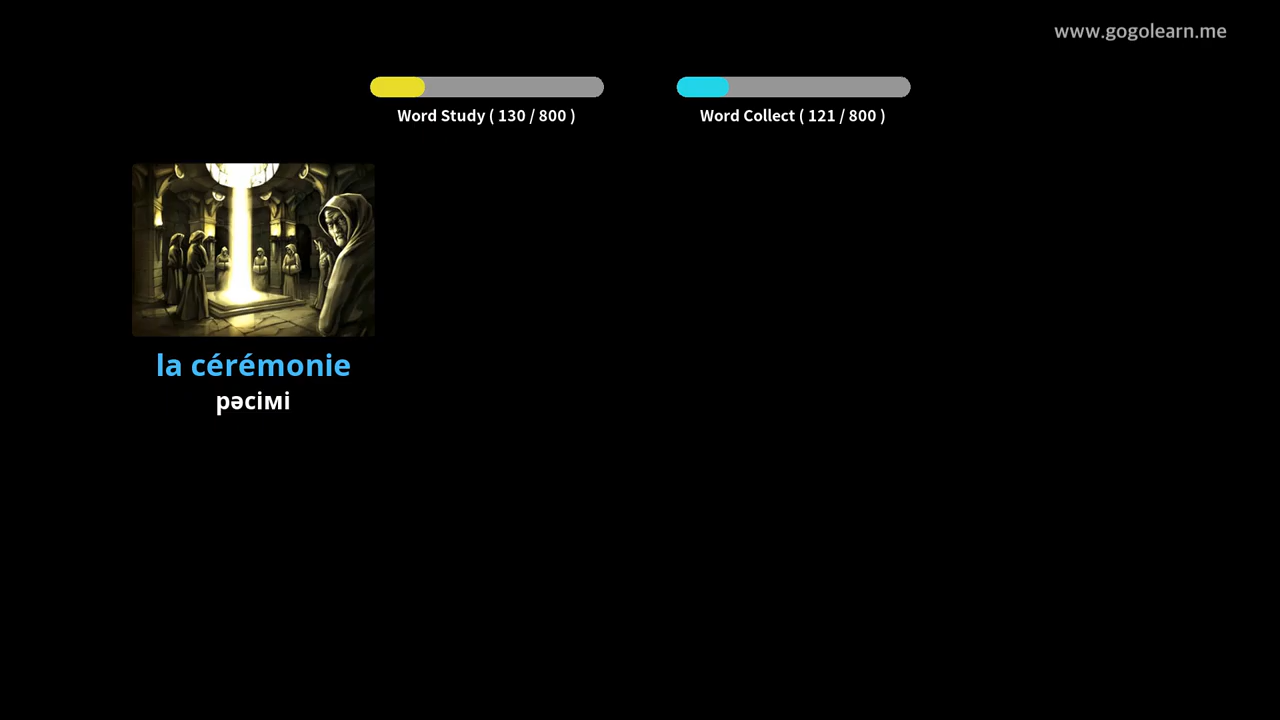 www.gogolearn.me
Word Study ( 130 / 800 )
Word Collect ( 121 / 800 )
la cérémonie
рәсімі